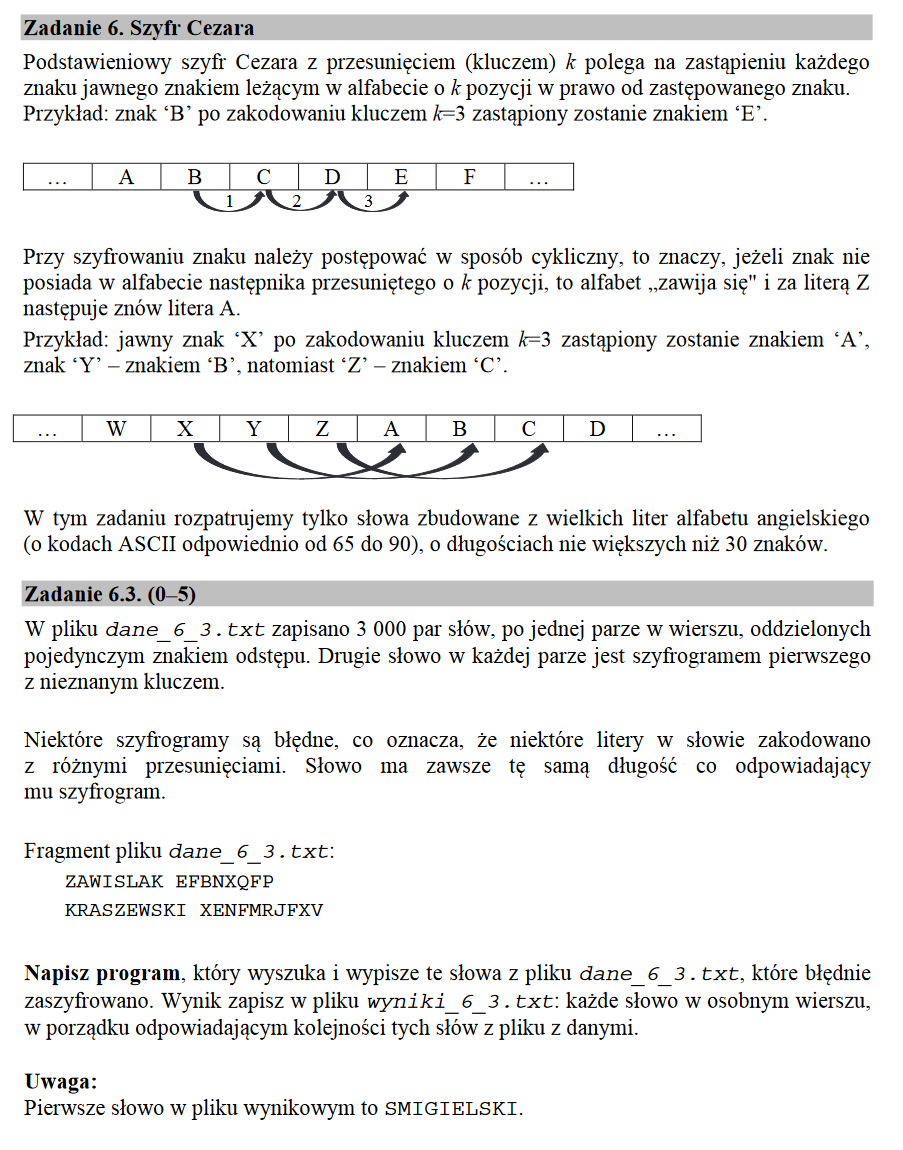 Zadanie 6. Szyfr Cezara
Podstawieniowy szyfr Cezara z przesunięciem (kluczem) k polega na zastąpieniu każdego
znaku jawnego znakiem leżącym w alfabecie o k pozycji w prawo od zastępowanego znaku.
Przykład: znak ‘B’ po zakodowaniu kluczem k=3 zastąpiony zostanie znakiem ‘E’.
… A B C D E F …
1 2 3
Przy szyfrowaniu znaku należy postępować w sposób cykliczny, to znaczy, jeżeli znak nie
posiada w alfabecie następnika przesuniętego o k pozycji, to alfabet „zawija się" i za literą Z
następuje znów litera A.
Przykład: jawny znak ‘X’ po zakodowaniu kluczem k=3 zastąpiony zostanie znakiem ‘A’,
znak ‘Y’ – znakiem ‘B’, natomiast ‘Z’ – znakiem ‘C’.
… W X Y Z A B C D …
W tym zadaniu rozpatrujemy tylko słowa zbudowane z wielkich liter alfabetu angielskiego
(o kodach ASCII odpowiednio od 65 do 90), o długościach nie większych niż 30 znaków.
Zadanie 6.3. (0–5)
W pliku dane_6_3.txt zapisano 3 000 par słów, po jednej parze w wierszu, oddzielonych
pojedynczym znakiem odstępu. Drugie słowo w każdej parze jest szyfrogramem pierwszego
z nieznanym kluczem.
Niektóre szyfrogramy są błędne, co oznacza, że niektóre litery w słowie zakodowano
z różnymi przesunięciami. Słowo ma zawsze tę samą długość co odpowiadający
mu szyfrogram.
Fragment pliku dane_6_3.txt:
ZAWISLAK EFBNXQFP
KRASZEWSKI XENFMRJFXV
Napisz program, który wyszuka i wypisze te słowa z pliku dane_6_3.txt, które błędnie
zaszyfrowano. Wynik zapisz w pliku wyniki_6_3.txt: każde słowo w osobnym wierszu,
w porządku odpowiadającym kolejności tych słów z pliku z danymi.
Uwaga:
Pierwsze słowo w pliku wynikowym to SMIGIELSKI.